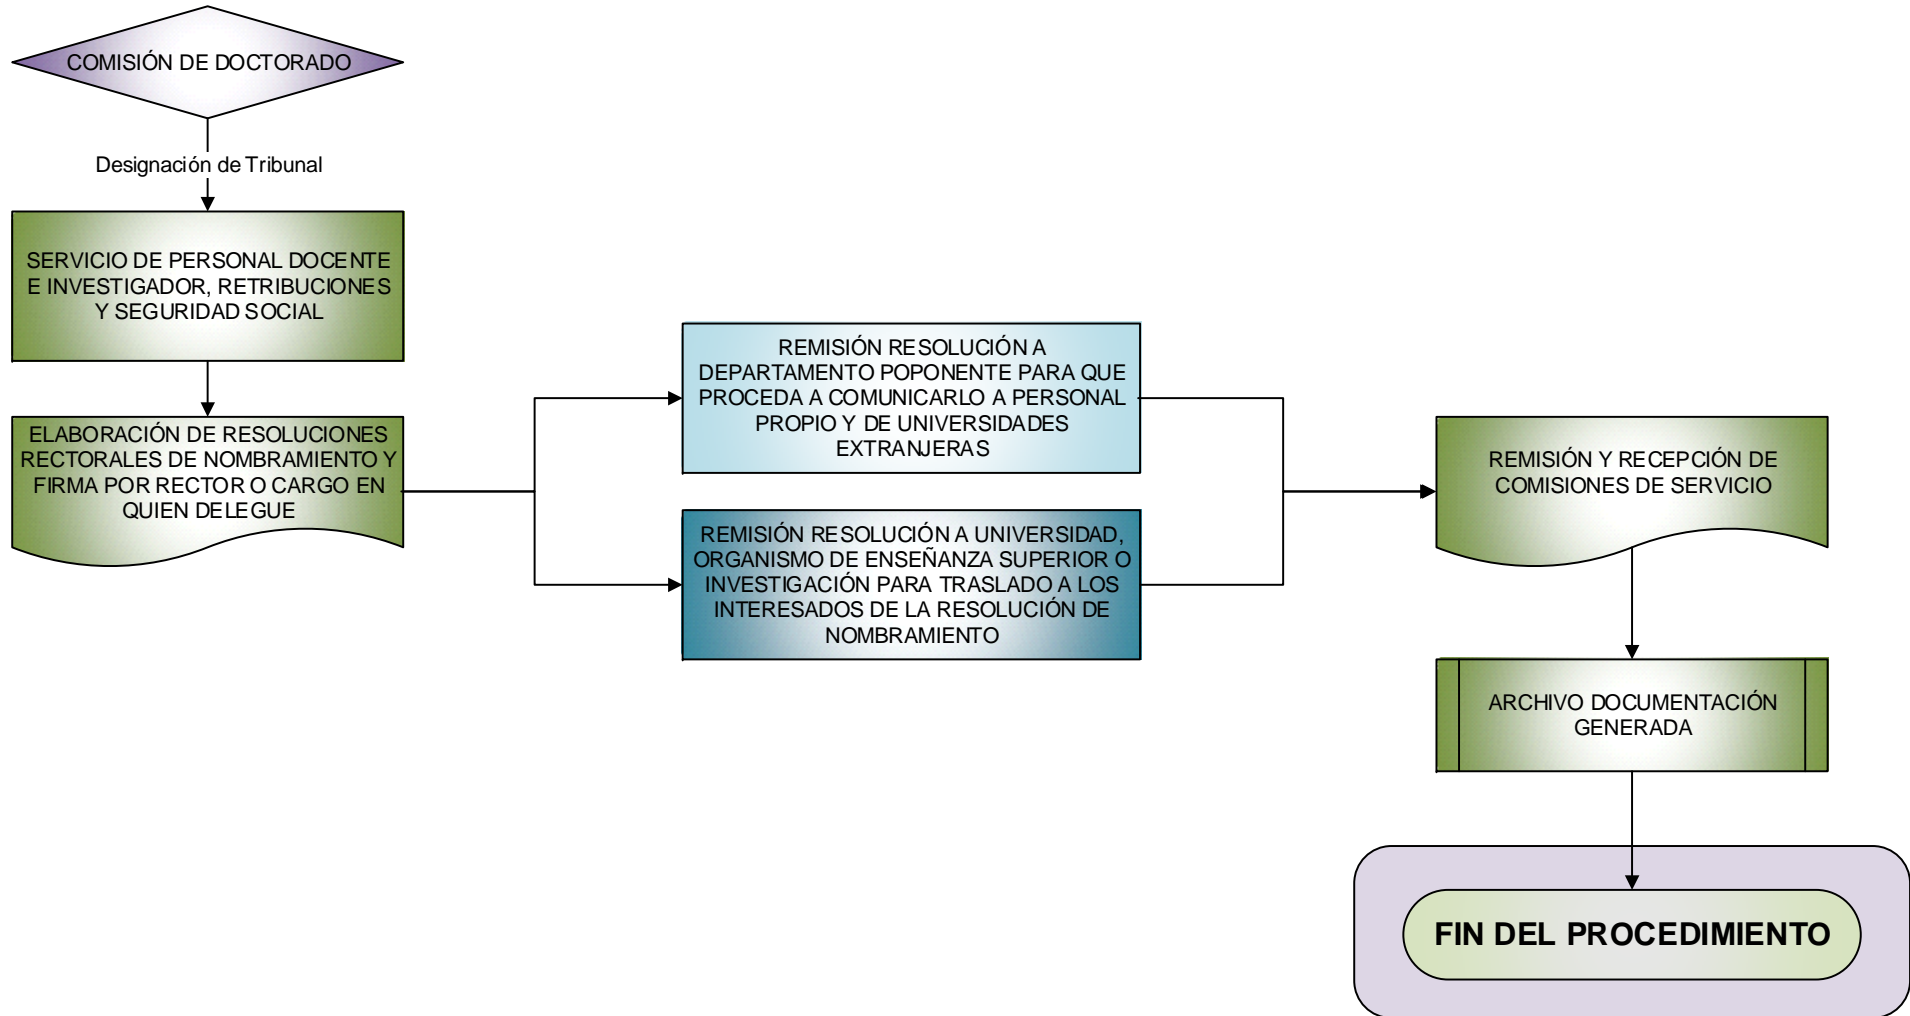 COMISIÓN DE DOCTORADO
Designación de Tribunal
SERVICIO DE PERSONAL DOCENTE
E INVESTIGADOR, RETRIBUCIONES
Y SEGURIDAD SOCIAL
ELABORACIÓN DE RESOLUCIONES
RECTORALES DE NOMBRAMIENTO Y
FIRMA POR RECTOR O CARGO EN
QUIEN DELEGUE
REMISIÓN RESOLUCIÓN A
DEPARTAMENTO POPONENTE PARA QUE
PROCEDA A COMUNICARLO A PERSONAL
PROPIO Y DE UNIVERSIDADES
EXTRANJERAS
REMISIÓN RESOLUCIÓN A UNIVERSIDAD,
ORGANISMO DE ENSEÑANZA SUPERIOR O
INVESTIGACIÓN PARA TRASLADO A LOS
INTERESADOS DE LA RESOLUCIÓN DE
NOMBRAMIENTO
REMISIÓN Y RECEPCIÓN DE
COMISIONES DE SERVICIO
ARCHIVO DOCUMENTACIÓN
GENERADA
FIN DEL PROCEDIMIENTO